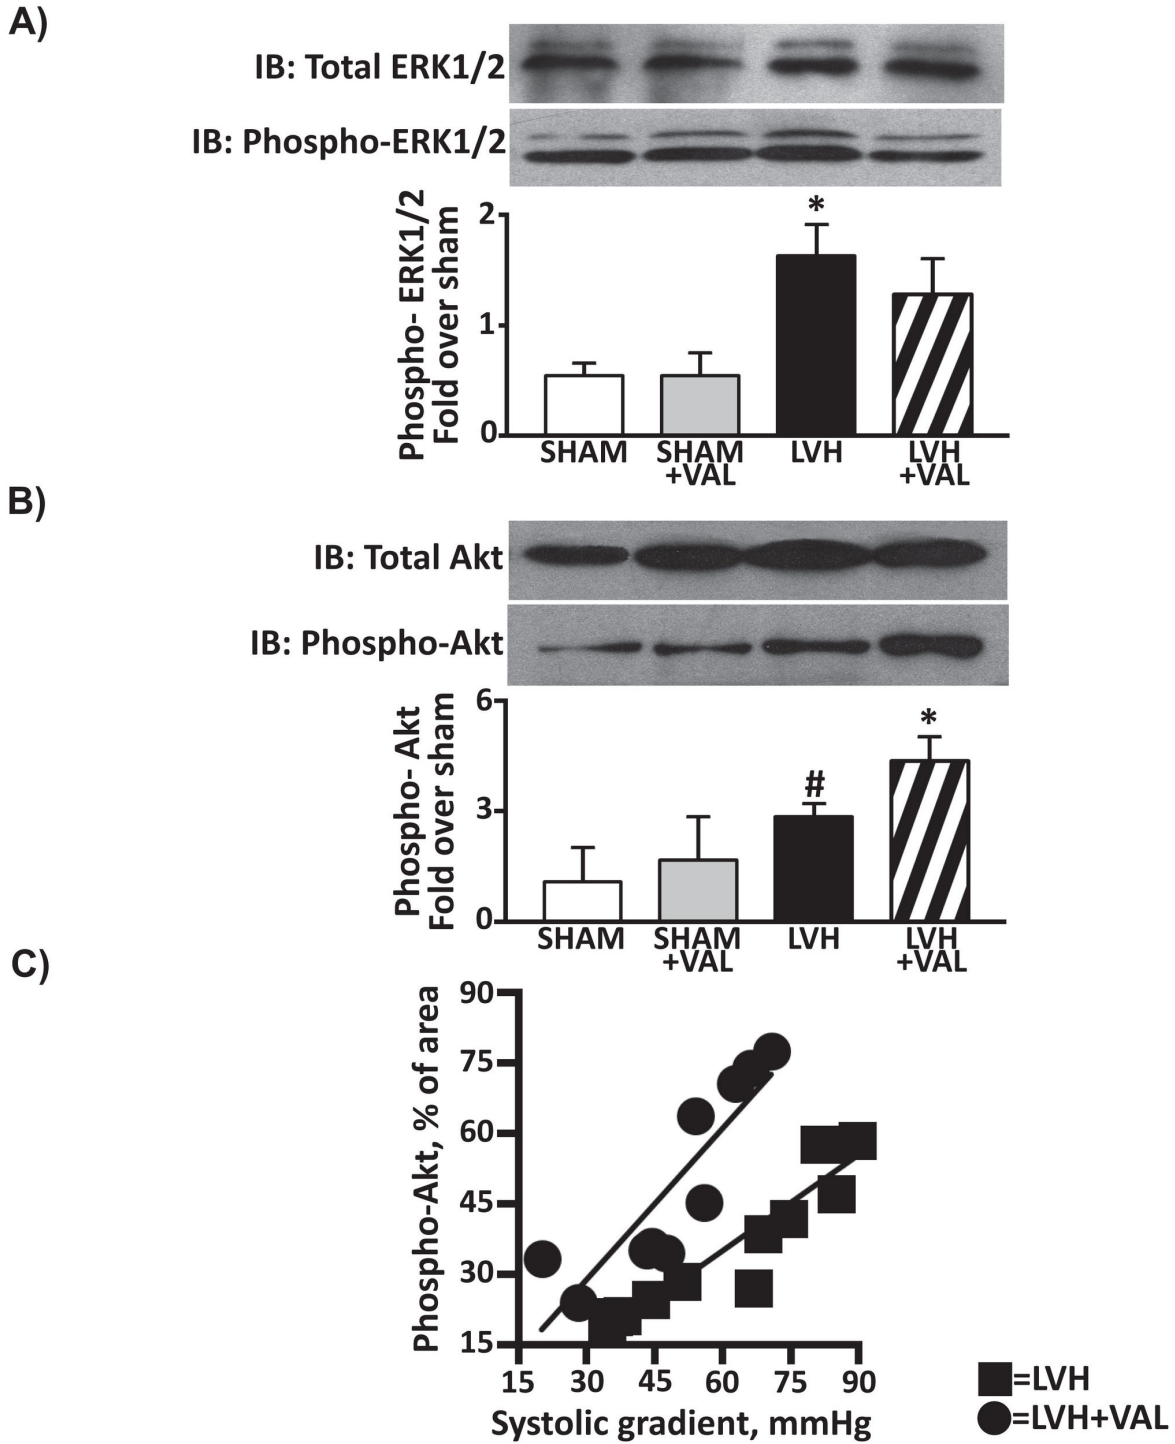 A)
IB: Total ERK1/2
IB: Phospho-ERK1/2
Phospho- ERK1/2
Fold over sham
2
1
0
*
SHAM
SHAM
+VAL
LVH
LVH
+VAL
B)
IB: Total Akt
IB: Phospho-Akt
Phospho- Akt
Fold over sham
6
3
0
#
*
SHAM
SHAM
+VAL
LVH
LVH
+VAL
C)
Phospho-Akt, % of area
90
75
60
45
30
15
15 30 45 60 75 90
Systolic gradient, mmHg
=LVH
=LVH+VAL